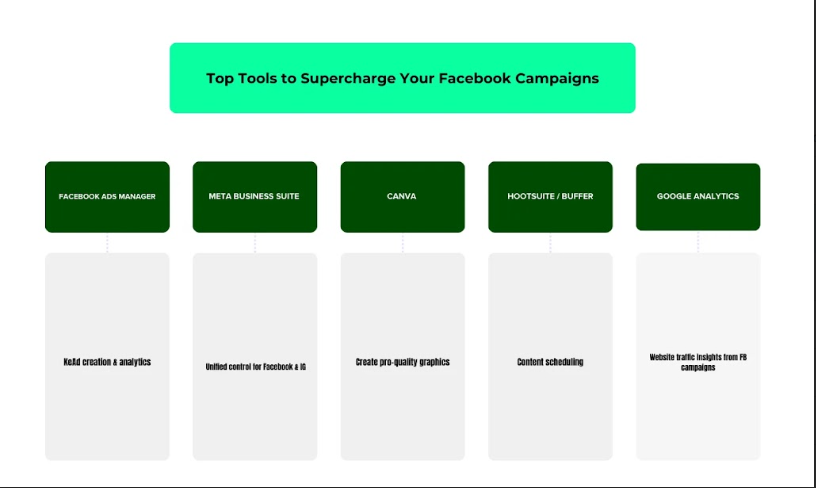 Top Tools to Supercharge Your Facebook Campaigns
FACEBOOK ADS MANAGER
META BUSINESS SUITE
CANVA
HOOTSUITE / BUFFER
GOOGLE ANALYTICS
KeAd creation & analytics
Unified control for Facebook & IG
Create pro-quality graphics
Content scheduling
Website traffic insights from FB
campaigns